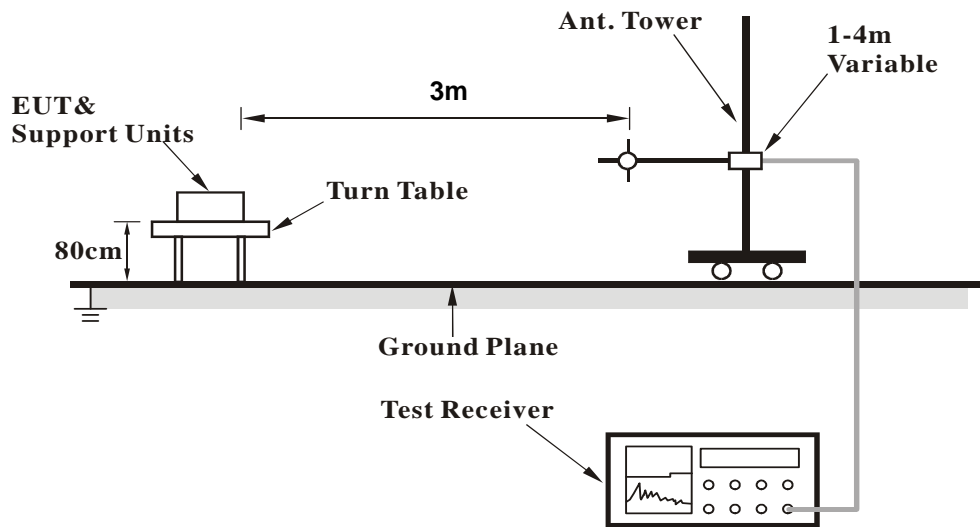 Ant. Tower
1-4m
Variable
3m
EUT&
Support Units
Turn Table
80cm
Ground Plane
Test Receiver